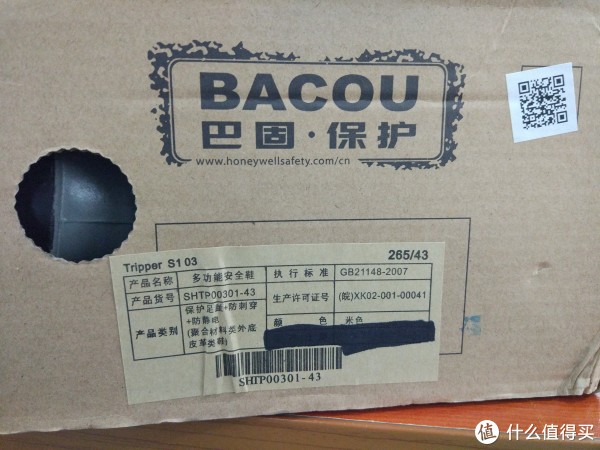 BACOU
巴固·保护
www.honeywellsafety.com/cn
Tripper S1 03 265/43
产品名称 多功能安全鞋 执行标准 GB21148-2007
产品货号 SHTP00301-43 生产许可证号 (皖)XK02-001-00041
产品类别 保护足趾+防刺穿
+防静电
(聚合材料类外底
皮革类鞋)
颜色 米色
SHTP00301-43
值 什么值得买